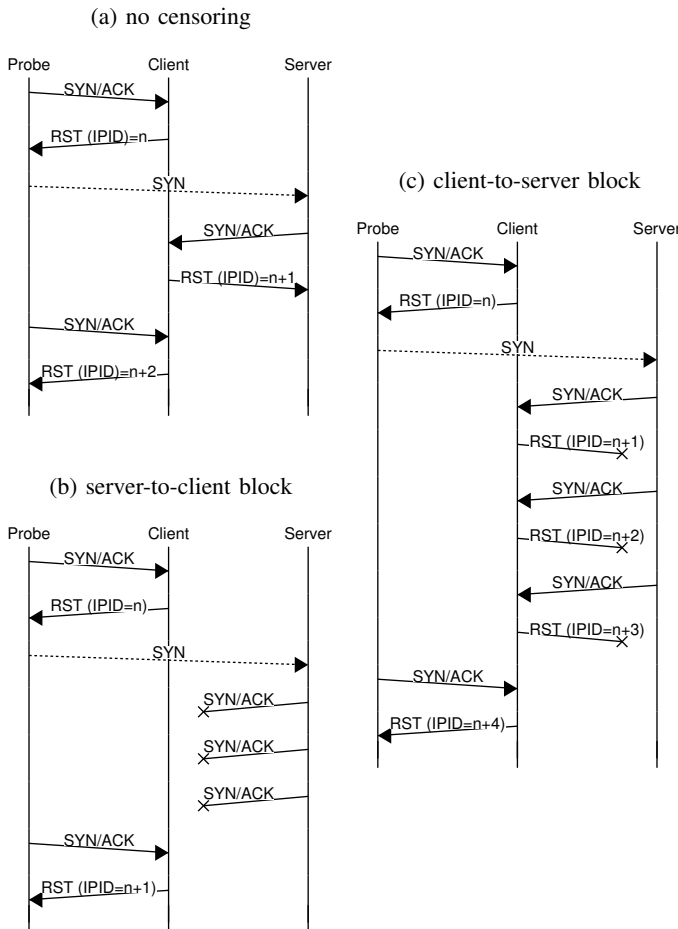 (a) no censoring
Probe Client Server
SYN/ACK
RST (IPID)=n
SYN
SYN/ACK
RST (IPID)=n+1
SYN/ACK
RST (IPID)=n+2
(b) server-to-client block
Probe Client Server
SYN/ACK
RST (IPID=n)
SYN
SYN/ACK
SYN/ACK
SYN/ACK
SYN/ACK
RST (IPID=n+1)
(c) client-to-server block
Probe Client Server
SYN/ACK
RST (IPID=n)
SYN
SYN/ACK
RST (IPID=n+1)
SYN/ACK
RST (IPID=n+2)
SYN/ACK
RST (IPID=n+3)
SYN/ACK
RST (IPID=n+4)